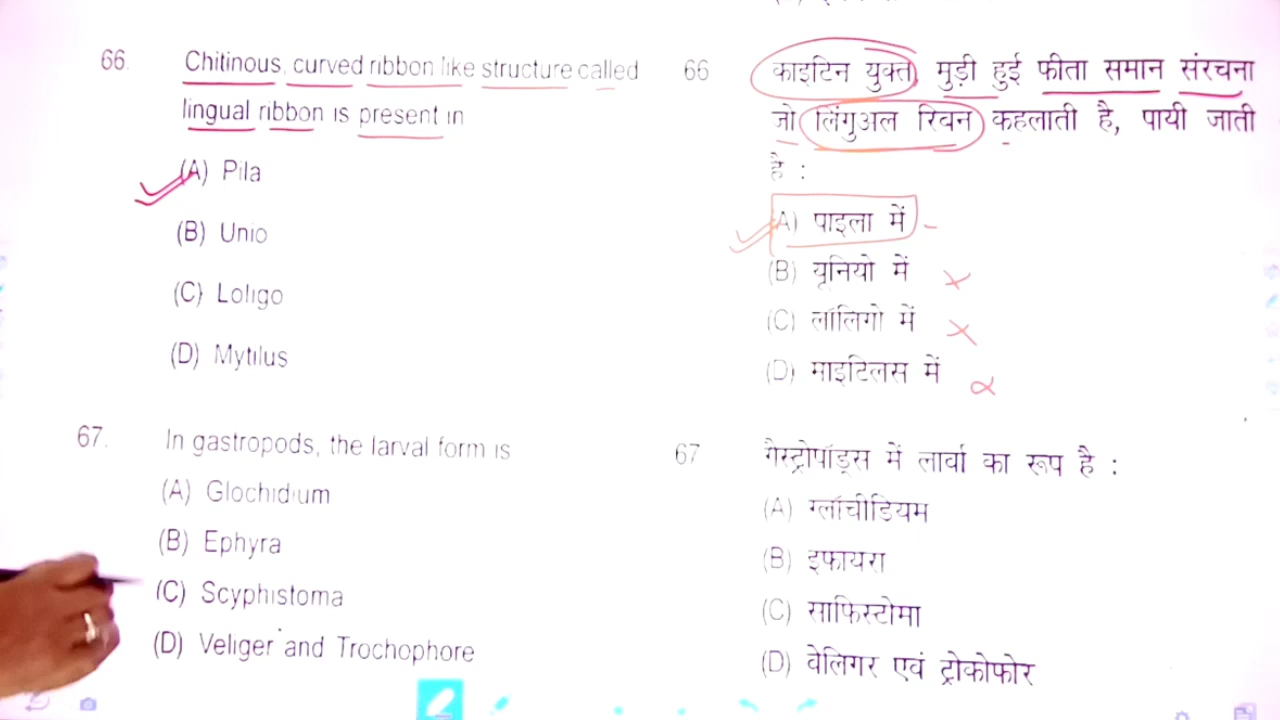 66. Chitinous, curved ribbon like structure called
lingual ribbon is present in
(A) Pila
(B) Unio
(C) Loligo
(D) Mytilus
67. In gastropods, the larval form is
(A) Glochidium
(B) Ephyra
(C) Scyphistoma
(D) Veliger and Trochophore
66 काइटिन युक्त, मुड़ी हुई फीता समान संरचना
जो लिंगुअल रिबन कहलाती है, पायी जाती
है :
(A) पाइला में
(B) यूनियो में
(C) लॉलिगो में
(D) माइटिलस में
67 गैस्ट्रोपॉड्स में लार्वा का रूप है :
(A) ग्लॉचीडियम
(B) इफायरा
(C) साफिस्टोमा
(D) वेलिगर एवं ट्रोकोफोर